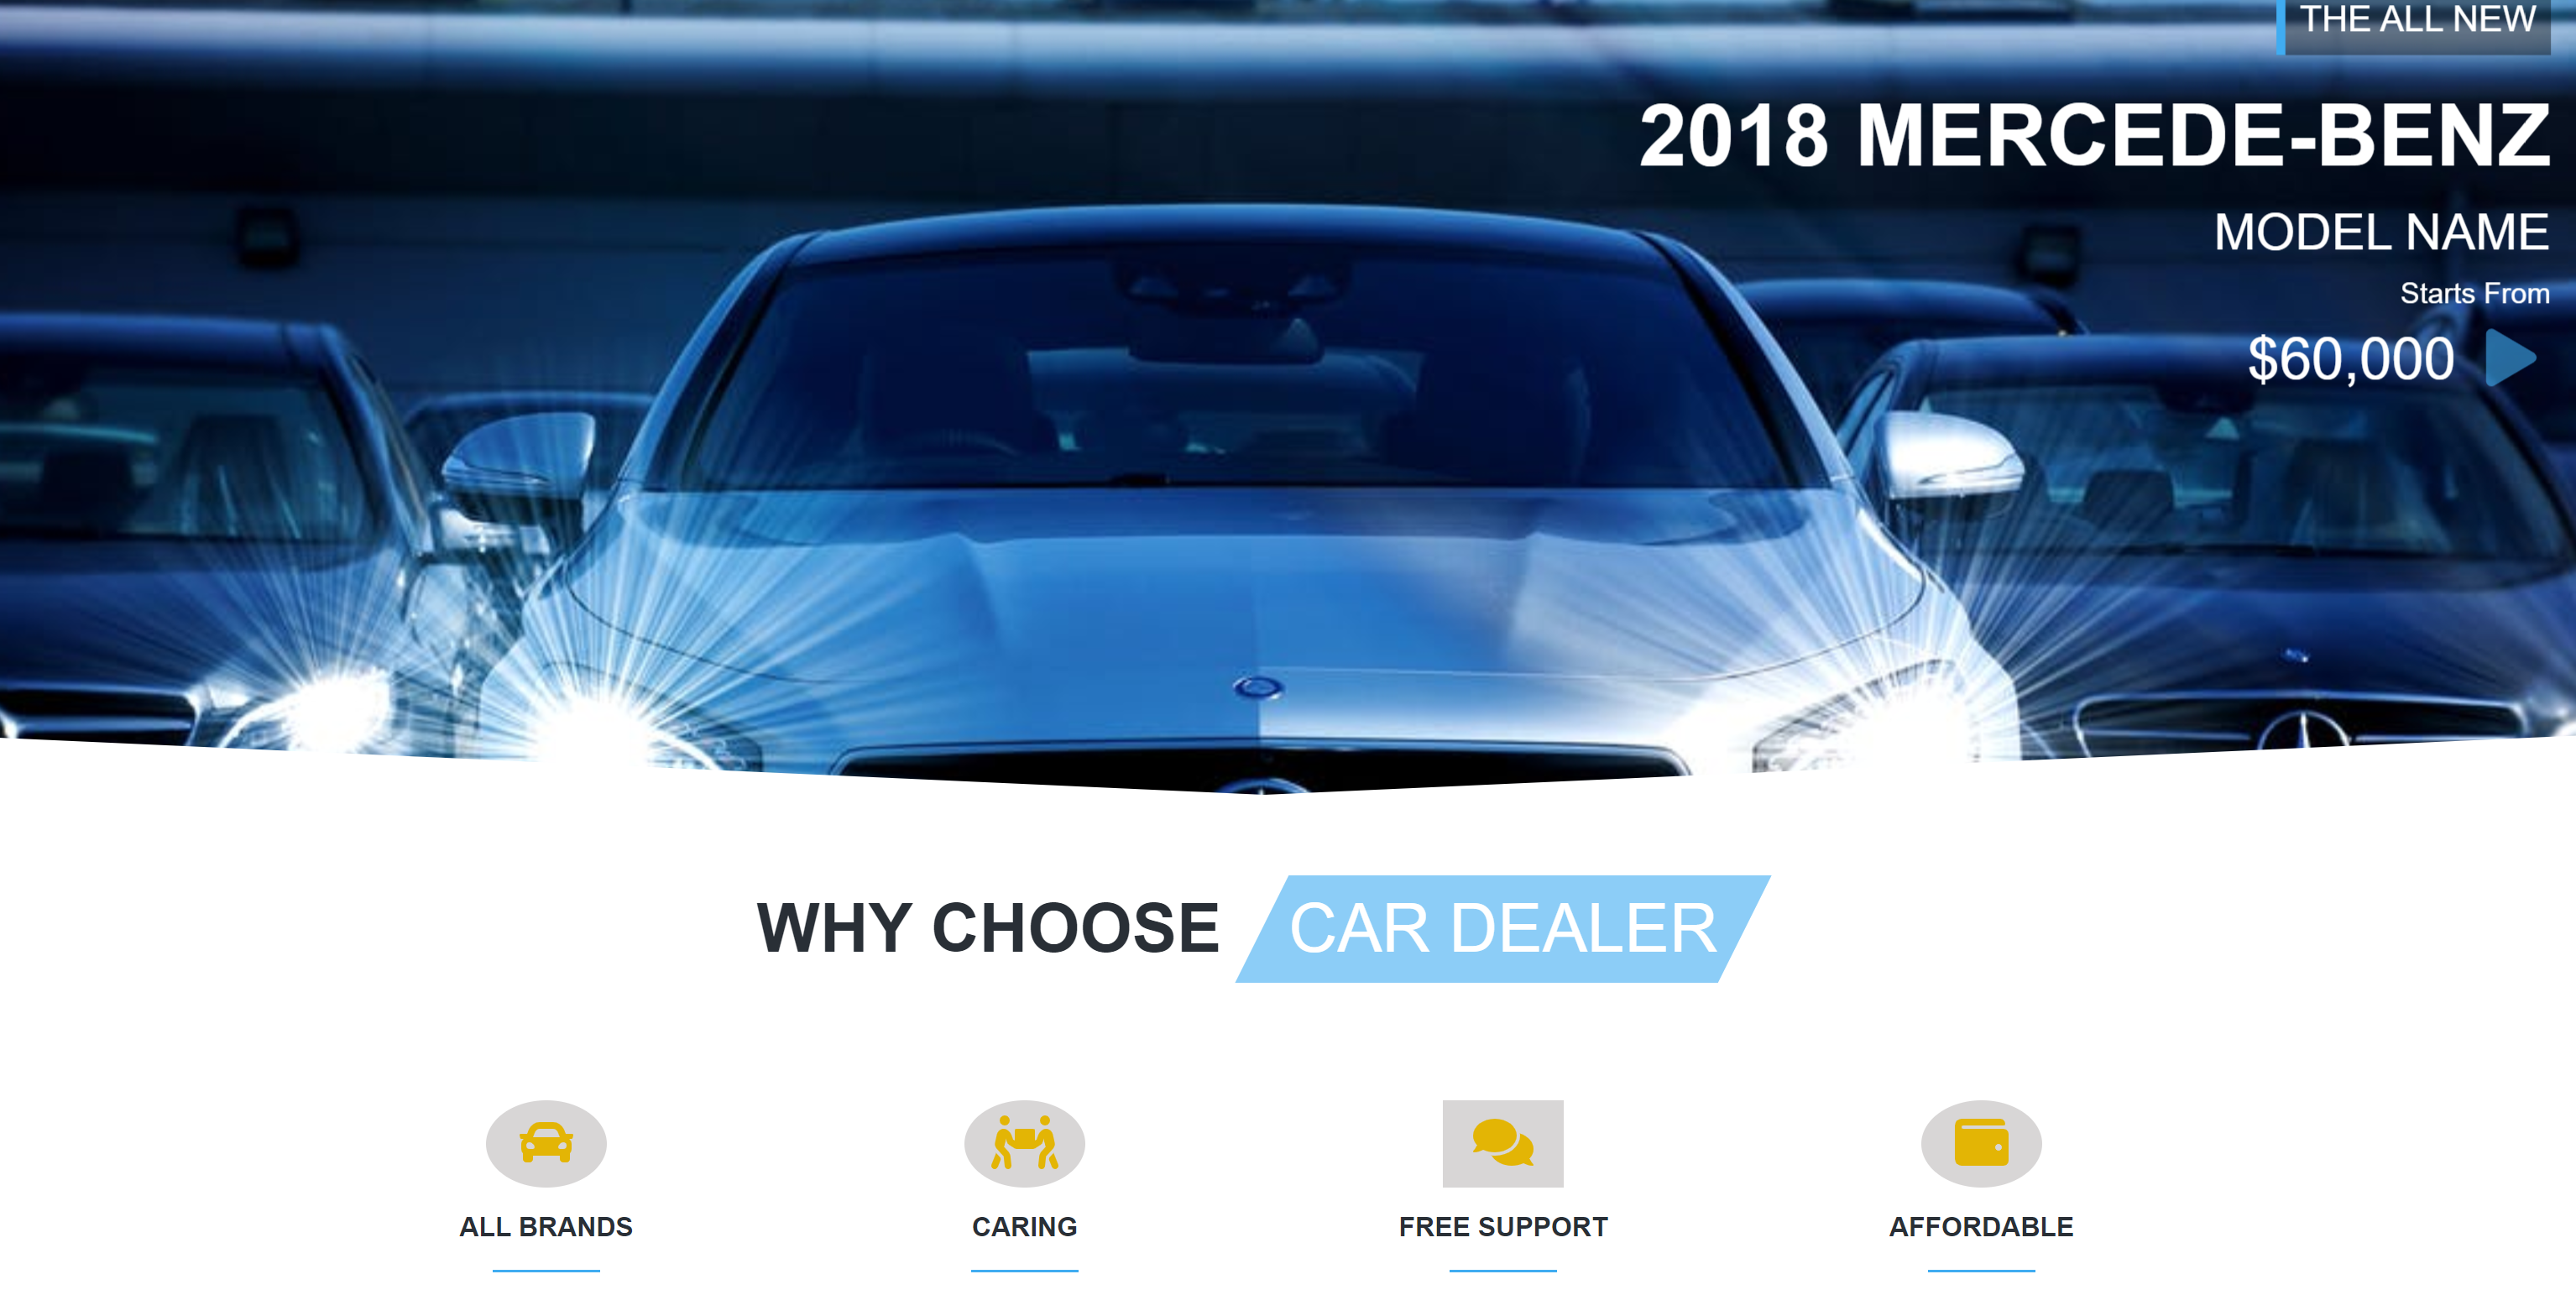 THE ALL NEW
2018 MERCEDE-BENZ
MODEL NAME
Starts From
$60,000
WHY CHOOSE CAR DEALER
ALL BRANDS
CARING
FREE SUPPORT
AFFORDABLE